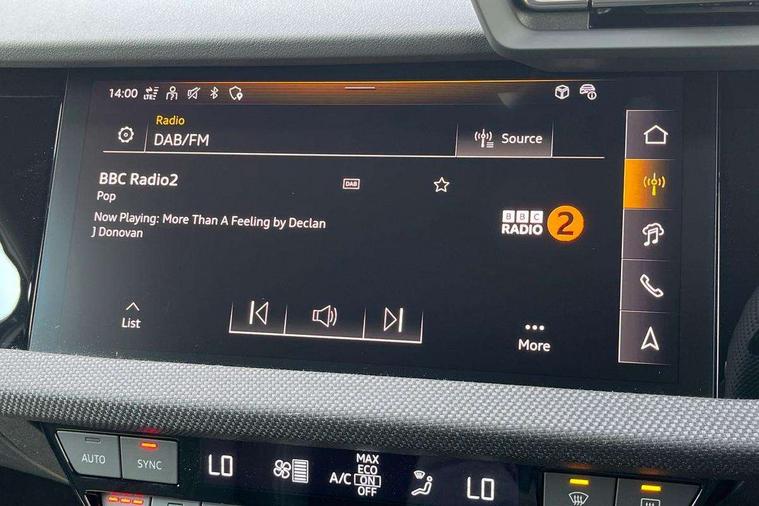 14:00 LTE
Radio
DAB/FM
Source
BBC Radio2
DAB
Pop
Now Playing: More Than A Feeling by Declan
J Donovan
BBC
RADIO 2
List
More
AUTO
SYNC
LO
A/C
MAX
ECO
ON
OFF
LO